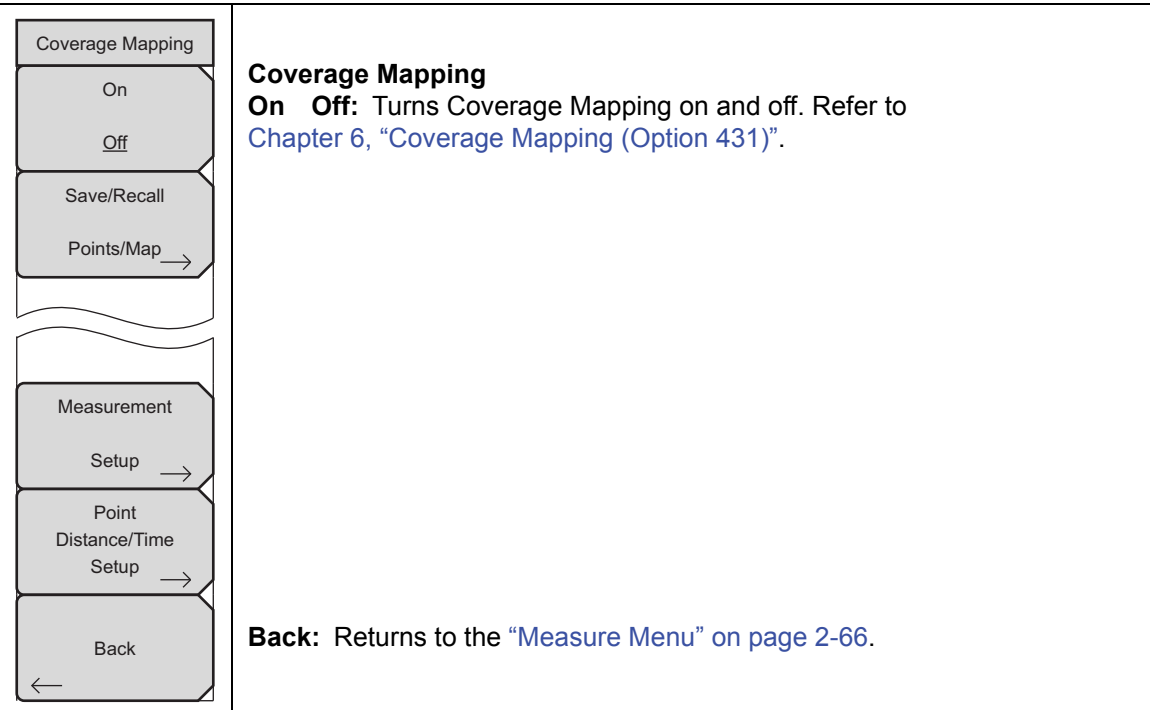 Coverage Mapping
On
Off
Save/Recall
Points/Map
Measurement
Setup
Point
Distance/Time
Setup
Back
Coverage Mapping
On Off: Turns Coverage Mapping on and off. Refer to
Chapter 6, “Coverage Mapping (Option 431)”.
Back: Returns to the “Measure Menu” on page 2-66.